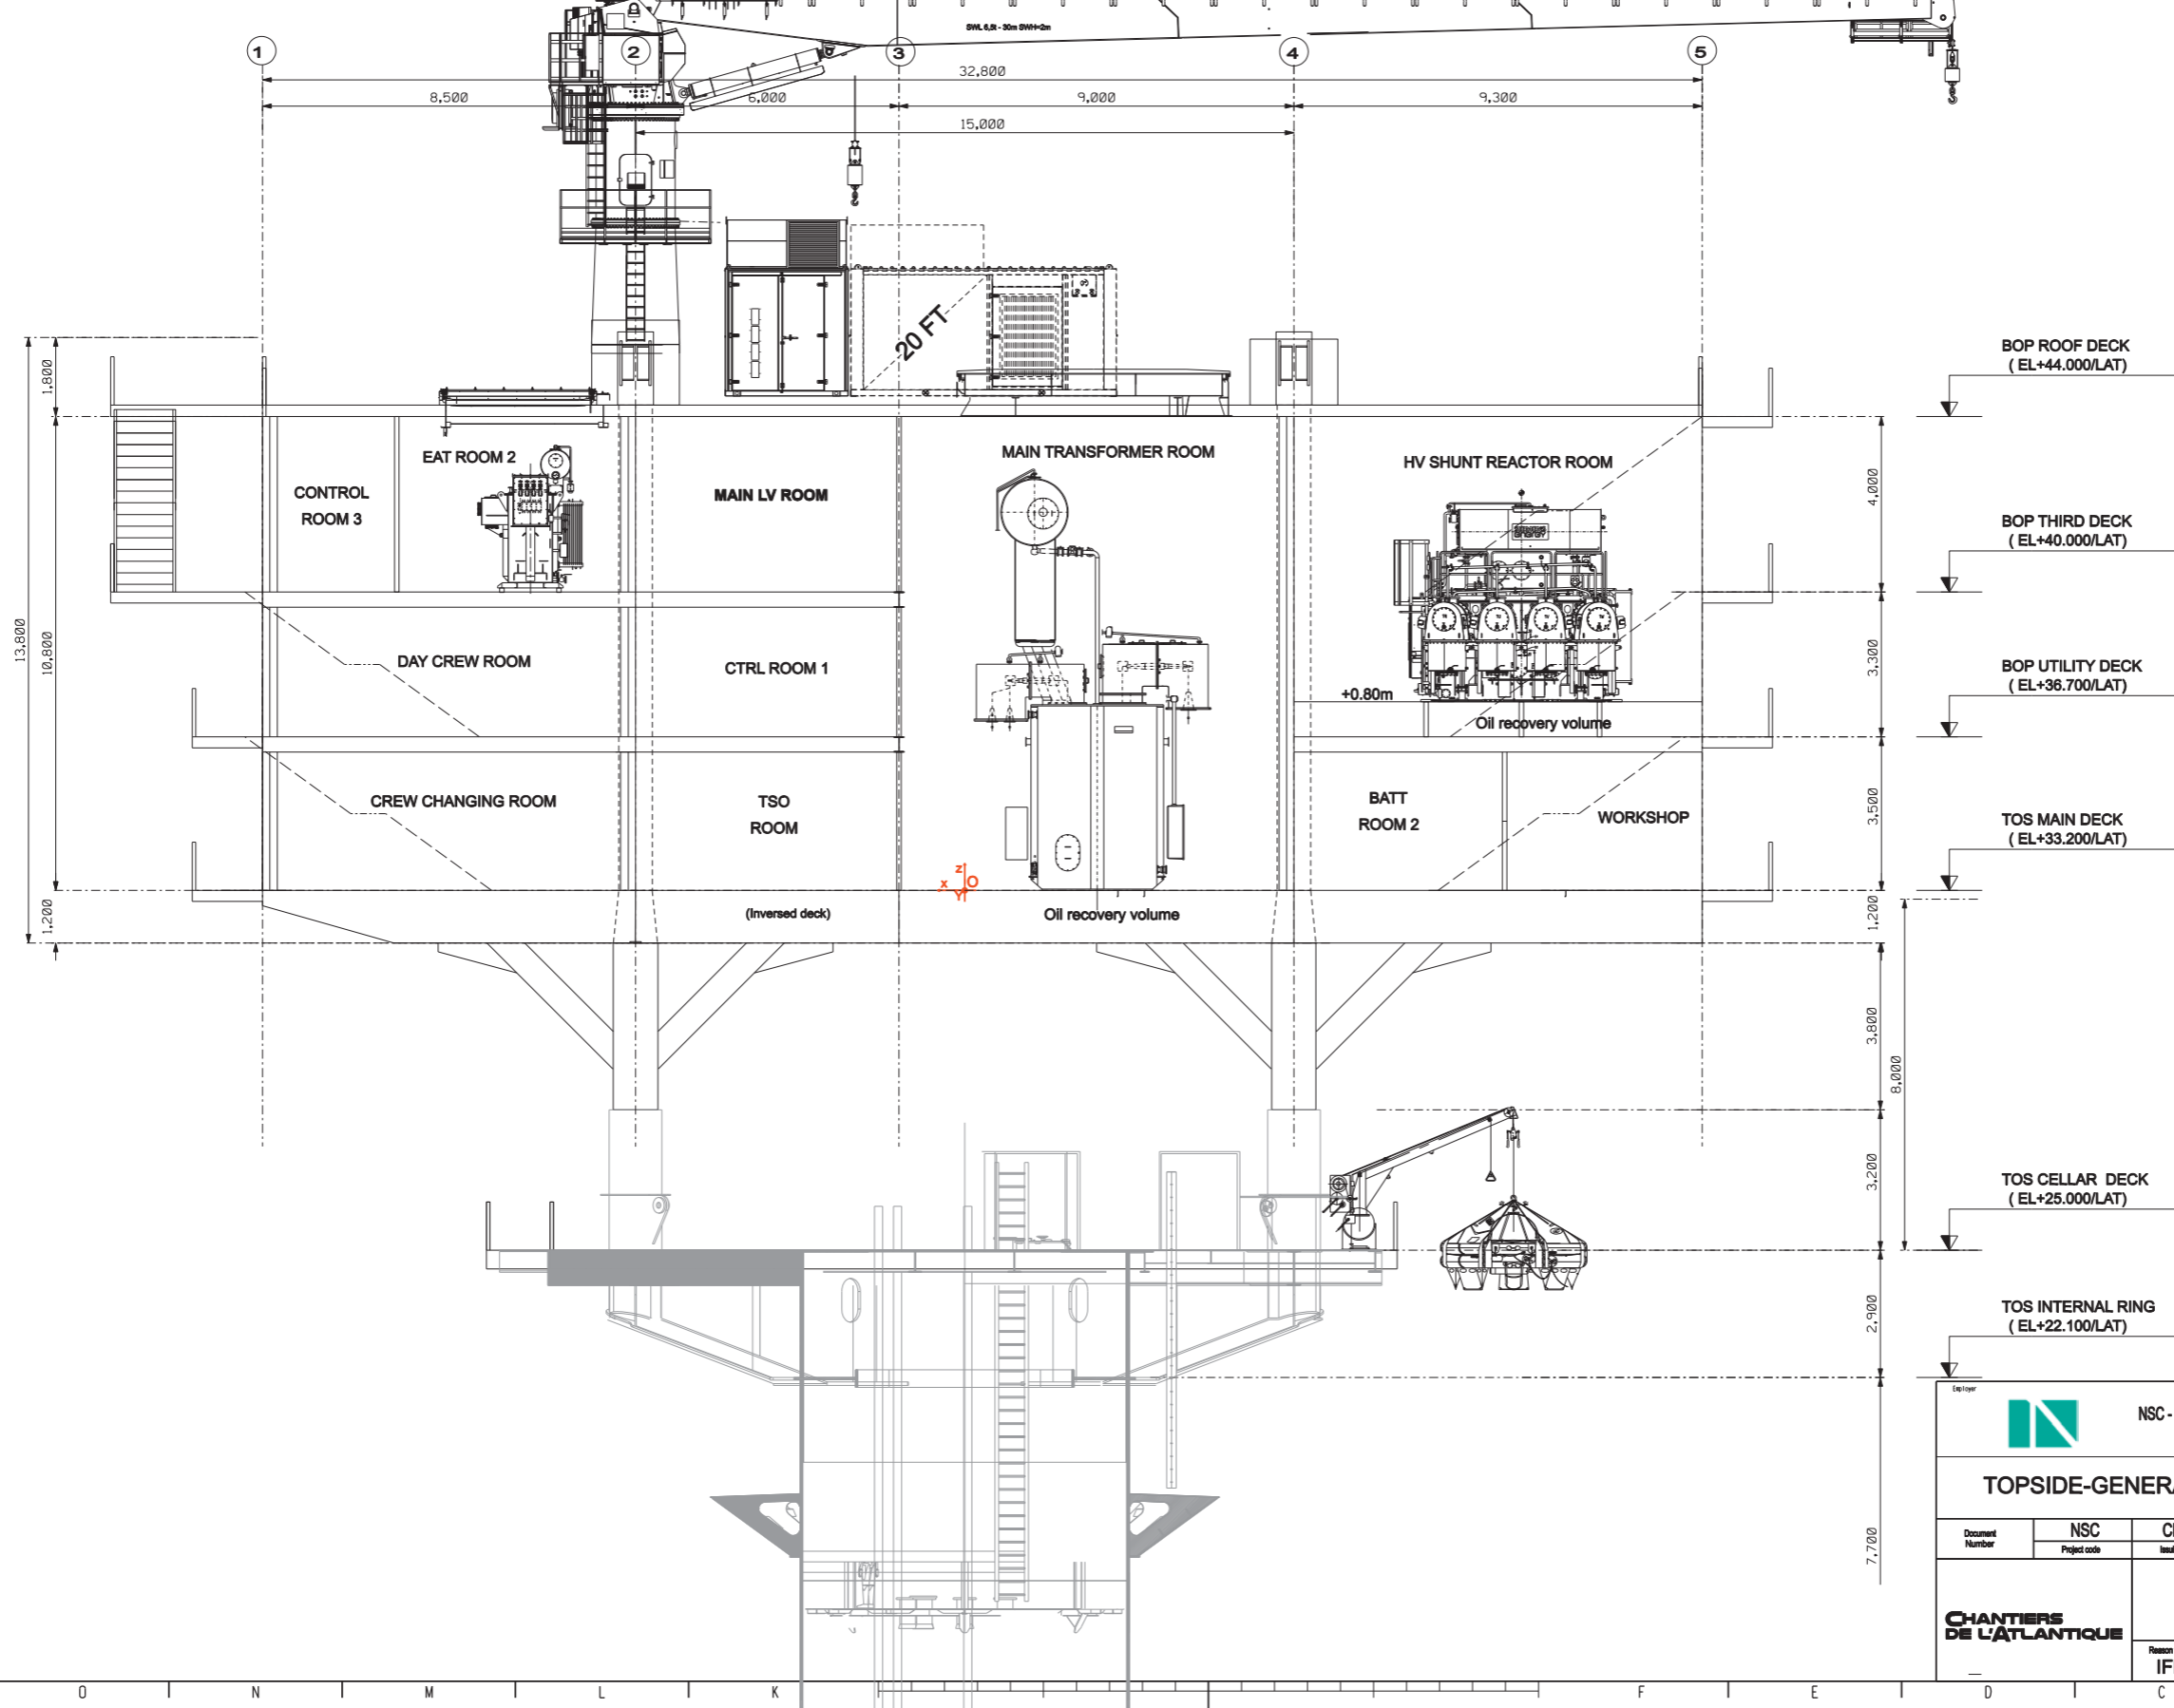 SWL 6,5t - 30m SWH=2m
1
2
3
4
5
32,800
8,500
6,000
9,000
9,300
15,000
20 FT
1,800
13,800
10,800
1,200
BOP ROOF DECK
( EL+44.000/LAT)
EAT ROOM 2
MAIN TRANSFORMER ROOM
HV SHUNT REACTOR ROOM
CONTROL
ROOM 3
MAIN LV ROOM
4,000
BOP THIRD DECK
( EL+40.000/LAT)
ENERGY
DAY CREW ROOM
CTRL ROOM 1
3,300
BOP UTILITY DECK
( EL+36.700/LAT)
+0.80m
Oil recovery volume
CREW CHANGING ROOM
TSO
ROOM
BATT
ROOM 2
WORKSHOP
3,500
TOS MAIN DECK
( EL+33.200/LAT)
z
x
O
Y
(Inversed deck)
Oil recovery volume
1,200
3,800
8,000
3,200
TOS CELLAR DECK
( EL+25.000/LAT)
2,900
TOS INTERNAL RING
( EL+22.100/LAT)
7,700
Employer
NSC -
TOPSIDE-GENERA
Document
Number
NSC
Project code
Issu
CHANTIERS
DE L'ATLANTIQUE
Reason
O
N
M
L
K
F
E
D
C